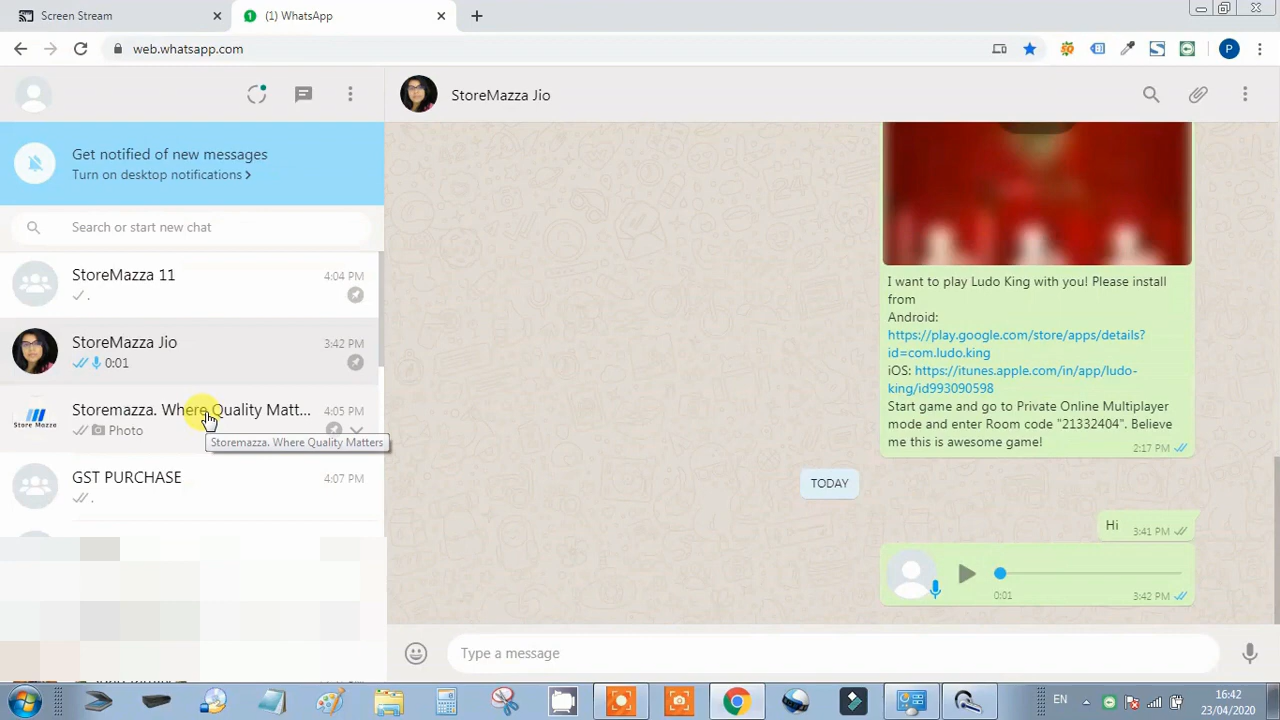 Screen Stream
(1) WhatsApp
web.whatsapp.com
P
StoreMazza Jio
Get notified of new messages
Turn on desktop notifications >
Search or start new chat
StoreMazza 11
4:04 PM
.
StoreMazza Jio
3:42 PM
0:01
Storemazza. Where Quality Matt...
4:05 PM
Photo
Storemazza. Where Quality Matters
GST PURCHASE
4:07 PM
.
I want to play Ludo King with you! Please install
from
Android:
https://play.google.com/store/apps/details?
id=com.ludo.king
iOS: https://itunes.apple.com/in/app/ludo-
king/id993090598
Start game and go to Private Online Multiplayer
mode and enter Room code "21332404". Believe
me this is awesome game!
2:17 PM
TODAY
Hi
3:41 PM
0:01
3:42 PM
Type a message
EN
16:42
23/04/2020